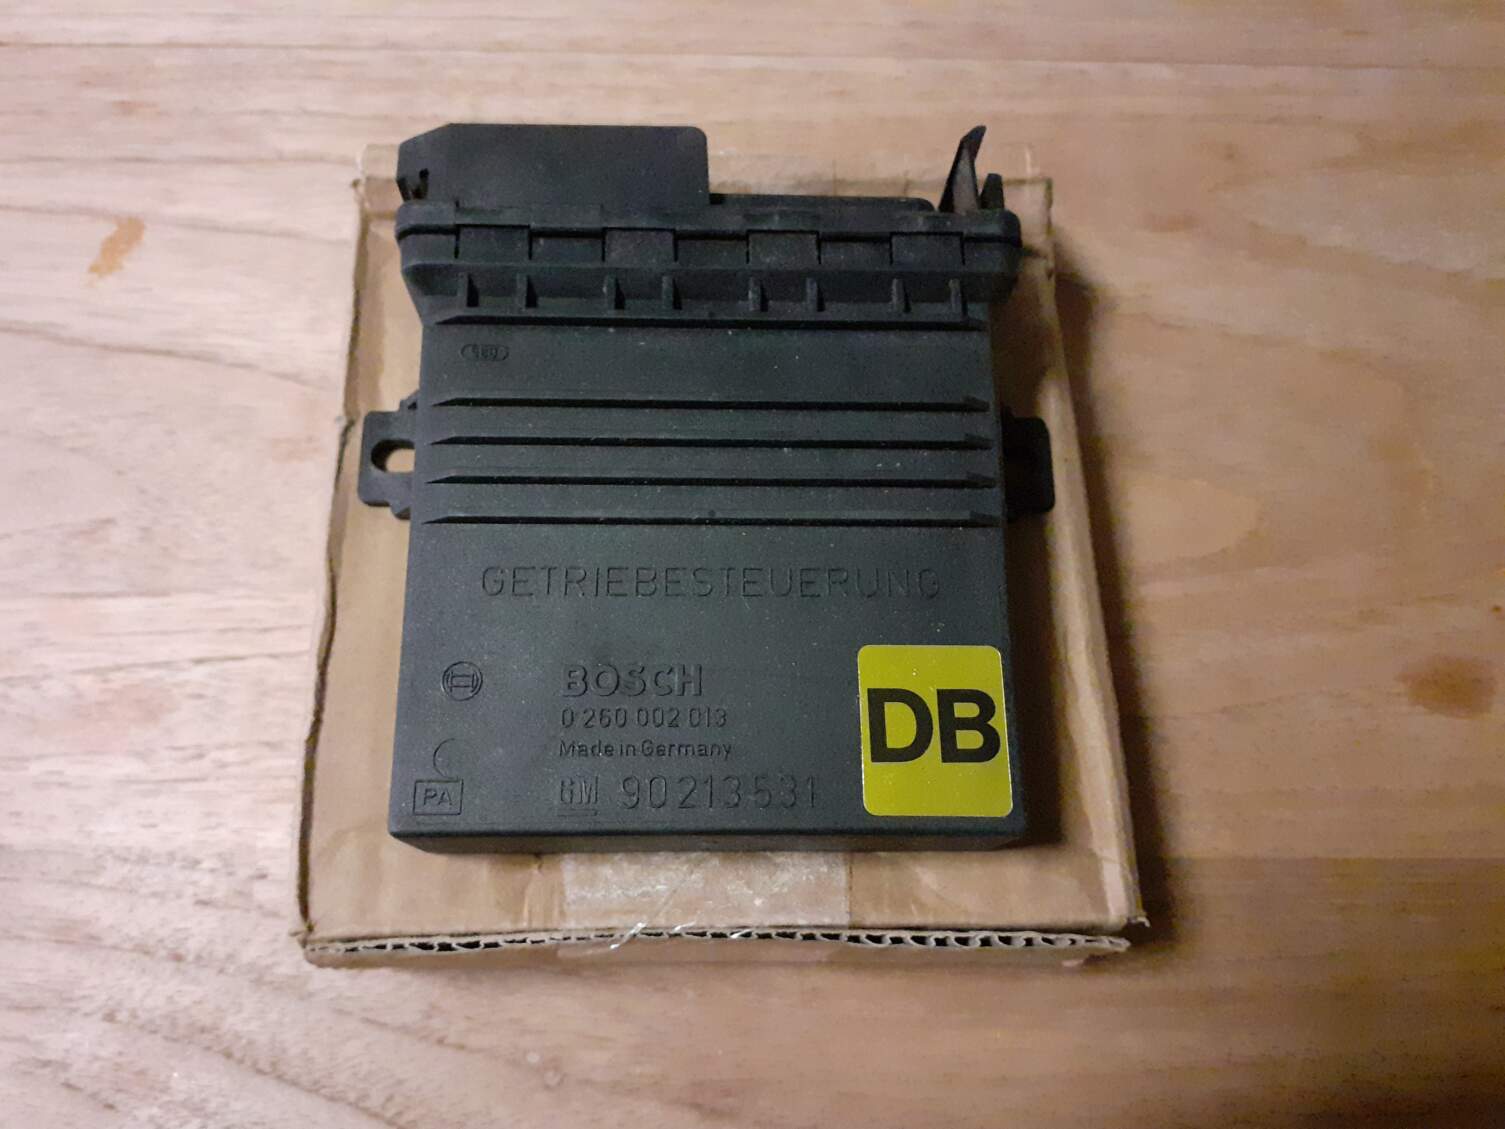 GETRIEBESTEUERUNG
BOSCH
0 260 002 013
Made in Germany
GM 90213531
PA
DB